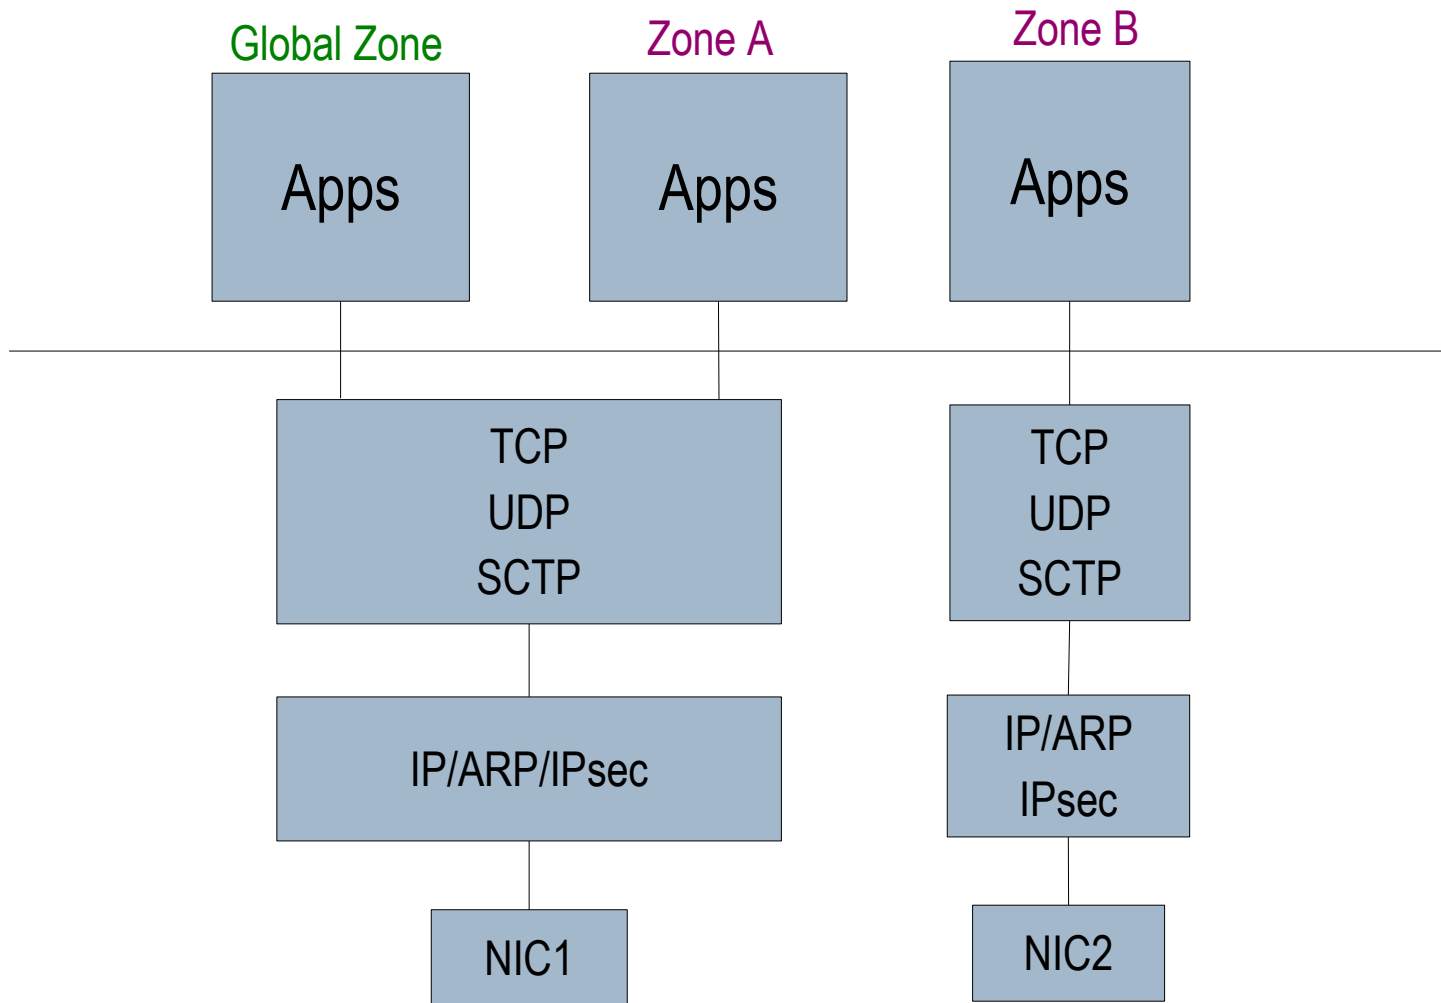 Global Zone
Zone A
Zone B
Apps
Apps
Apps
TCP
UDP
SCTP
TCP
UDP
SCTP
IP/ARP/IPsec
IP/ARP
IPsec
NIC1
NIC2